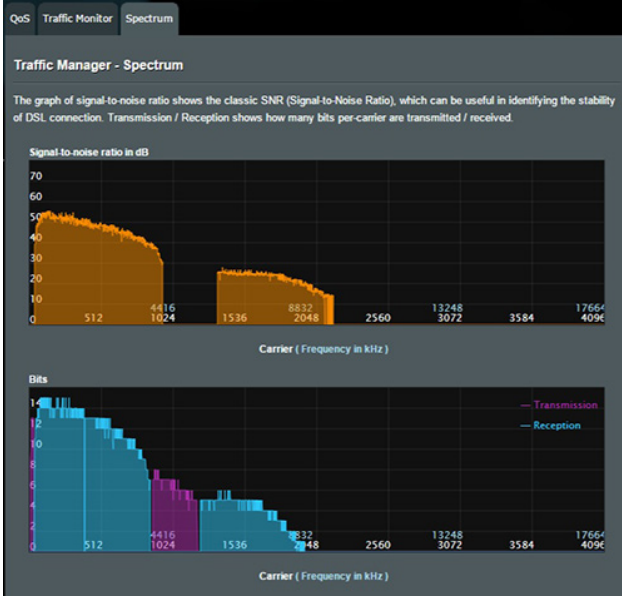 QoS Traffic Monitor Spectrum
Traffic Manager - Spectrum
The graph of signal-to-noise ratio shows the classic SNR (Signal-to-Noise Ratio), which can be useful in identifying the stability
of DSL connection. Transmission / Reception shows how many bits per-carrier are transmitted / received.
Signal-to-noise ratio in dB
70
60
50
40
30
20
10
4416 8832 13248 17664
0 512 1024 1536 2048 2560 3072 3584 4096
Carrier ( Frequency in kHz )
Bits
14 — Transmission
12 — Reception
10
8
6
4
2
4416 8832 13248 17664
0 512 1024 1536 2048 2560 3072 3584 4096
Carrier ( Frequency in kHz )